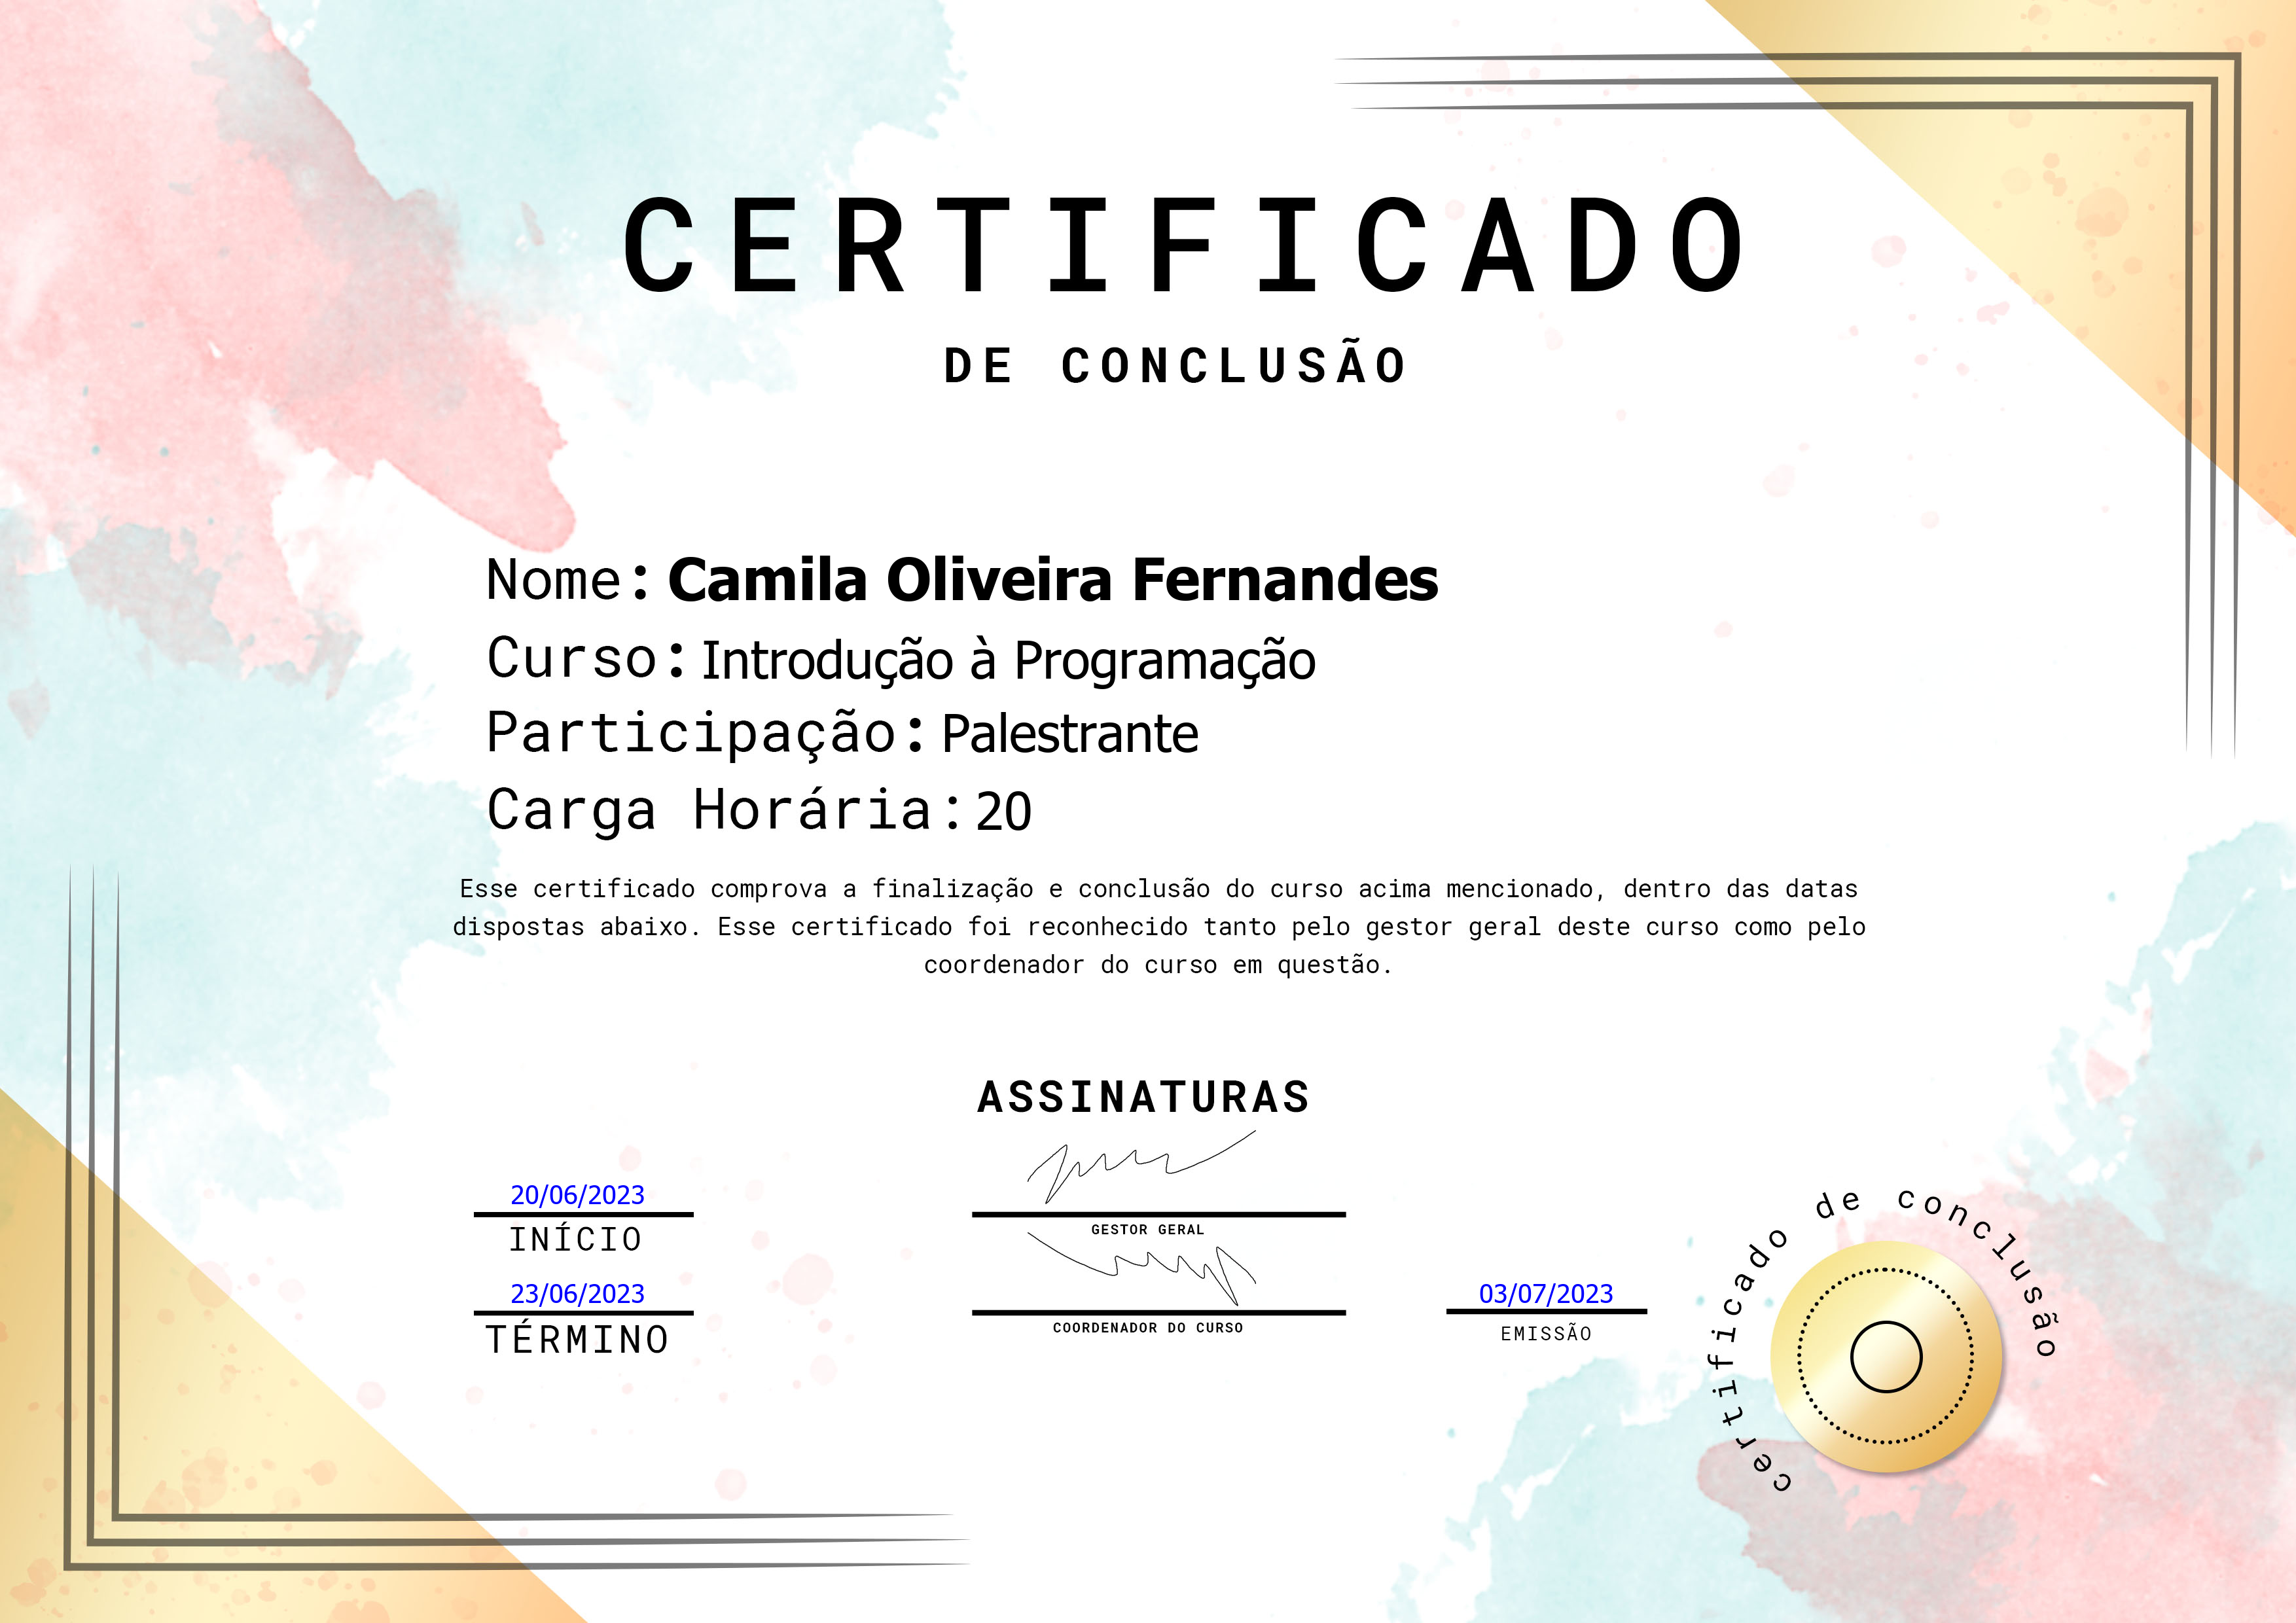 CERTIFICADO
DE CONCLUSÃO
Nome: Camila Oliveira Fernandes
Curso: Introdução à Programação
Participação: Palestrante
Carga Horária: 20
Esse certificado comprova a finalização e conclusão do curso acima mencionado, dentro das datas
dispostas abaixo. Esse certificado foi reconhecido tanto pelo gestor geral deste curso como pelo
coordenador do curso em questão.
ASSINATURAS
20/06/2023
INÍCIO
GESTOR GERAL
23/06/2023
TÉRMINO
COORDENADOR DO CURSO
03/07/2023
EMISSÃO
certificado de conclusão